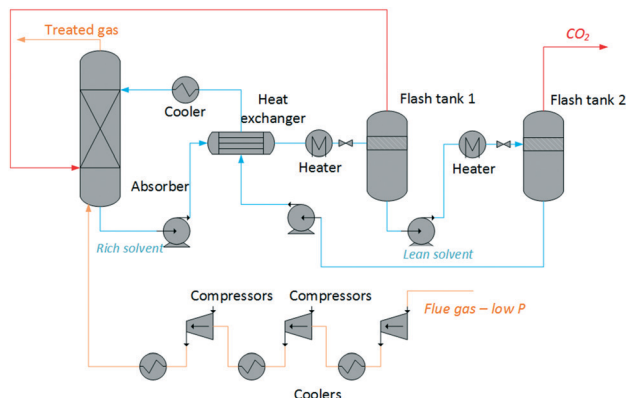 Treated gas
CO₂
Flash tank 1
Flash tank 2
Cooler
Heat
exchanger
Heater
Heater
Absorber
Rich solvent
Lean solvent
Compressors
Compressors
Flue gas – low P
Coolers